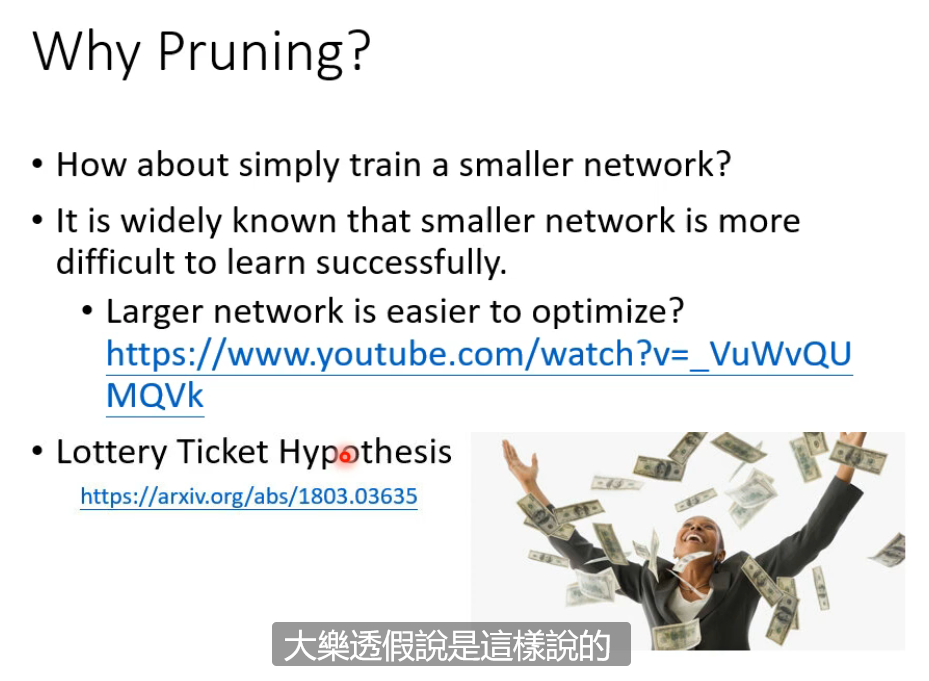 Why Pruning?
• How about simply train a smaller network?
• It is widely known that smaller network is more
difficult to learn successfully.
• Larger network is easier to optimize?
https://www.youtube.com/watch?v=_VuWvQU
MQVk
• Lottery Ticket Hypothesis
https://arxiv.org/abs/1803.03635
大樂透假說是這樣說的